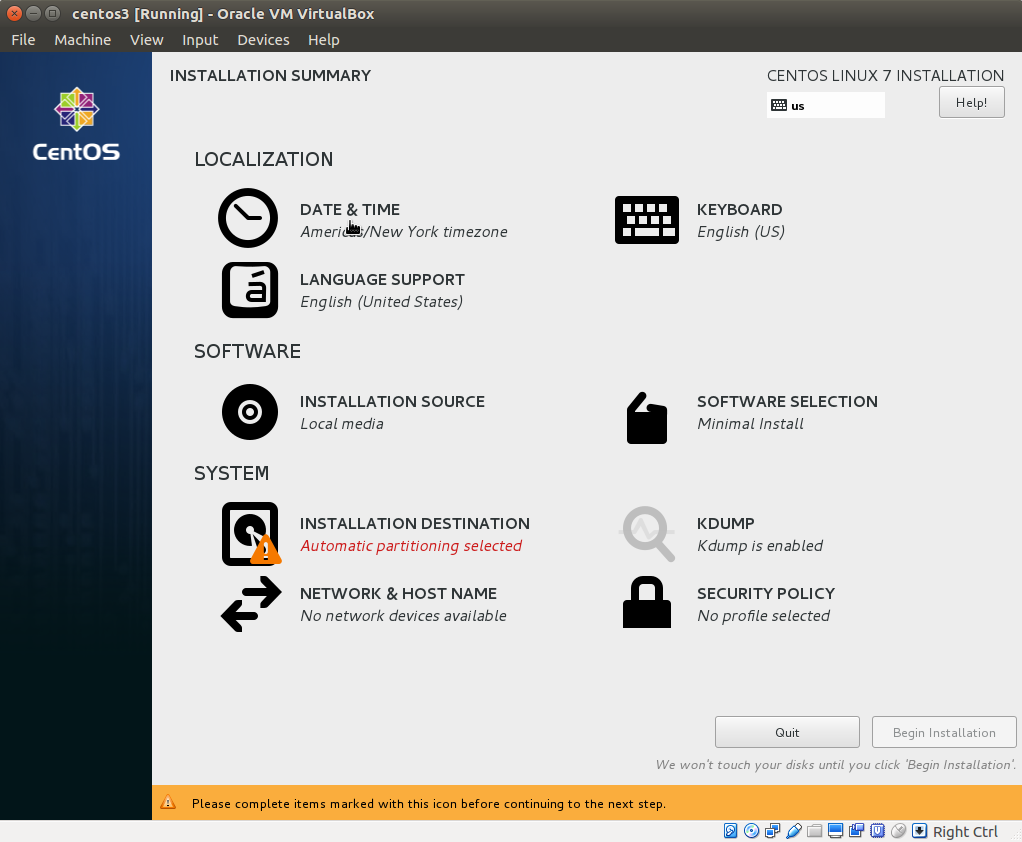 centos3 [Running] - Oracle VM VirtualBox
File Machine View Input Devices Help
CentOS
INSTALLATION SUMMARY
CENTOS LINUX 7 INSTALLATION
us
Help!
LOCALIZATION
DATE & TIME
Americas/New York timezone
KEYBOARD
English (US)
LANGUAGE SUPPORT
English (United States)
SOFTWARE
INSTALLATION SOURCE
Local media
SOFTWARE SELECTION
Minimal Install
SYSTEM
INSTALLATION DESTINATION
Automatic partitioning selected
KDUMP
Kdump is enabled
NETWORK & HOST NAME
No network devices available
SECURITY POLICY
No profile selected
Quit
Begin Installation
We won't touch your disks until you click 'Begin Installation'.
Please complete items marked with this icon before continuing to the next step.
Right Ctrl